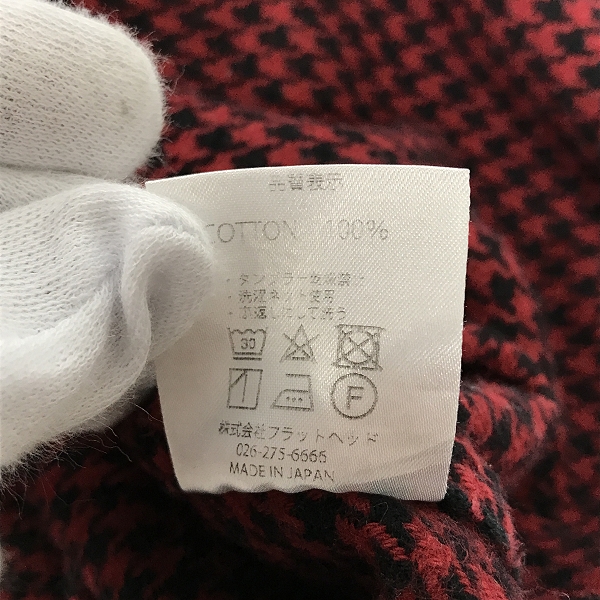 品質表示
COTTON 100%
・タンブラー乾燥禁止
・洗濯ネット使用
・裏返しにして洗う
30
F
株式会社フラットヘッド
026-275-6666
MADE IN JAPAN